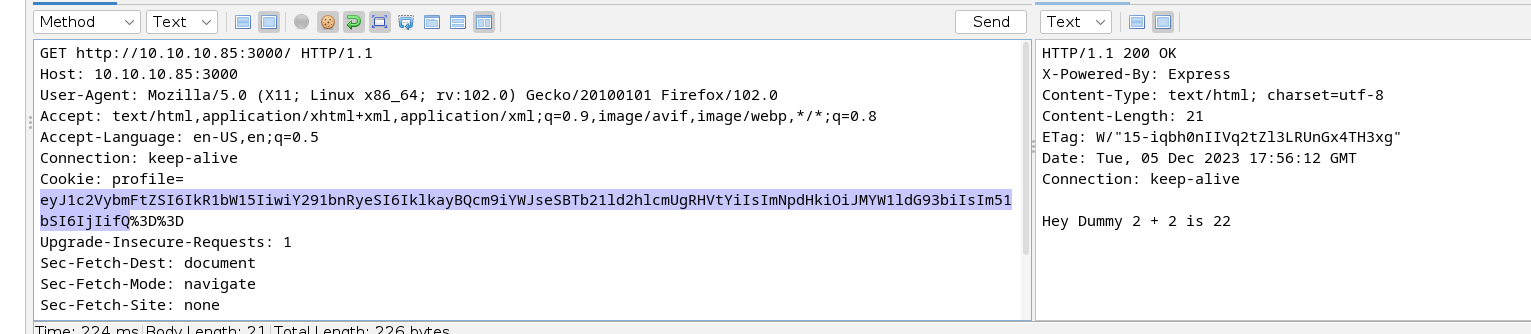 Method Text Send Text
GET http://10.10.10.85:3000/ HTTP/1.1
Host: 10.10.10.85:3000
User-Agent: Mozilla/5.0 (X11; Linux x86_64; rv:102.0) Gecko/20100101 Firefox/102.0
Accept: text/html,application/xhtml+xml,application/xml;q=0.9,image/avif,image/webp,*/*;q=0.8
Accept-Language: en-US,en;q=0.5
Connection: keep-alive
Cookie: profile=
eyJ1c2VybmFtZSI6IkR1bW15IiwiY291bnRyeSI6IklkayBQcm9iYWJseSBTb21ld2hlcmUgRHVtYiIsImNpdHkiOiJMYW1ldG93biIsIm51
bSI6IjIifQ%3D%3D
Upgrade-Insecure-Requests: 1
Sec-Fetch-Dest: document
Sec-Fetch-Mode: navigate
Sec-Fetch-Site: none
HTTP/1.1 200 OK
X-Powered-By: Express
Content-Type: text/html; charset=utf-8
Content-Length: 21
ETag: W/"15-iqbh0nIIVq2tZl3LRUnGx4TH3xg"
Date: Tue, 05 Dec 2023 17:56:12 GMT
Connection: keep-alive
Hey Dummy 2 + 2 is 22
Time: 224 ms Body Length: 21 Total Length: 226 bytes